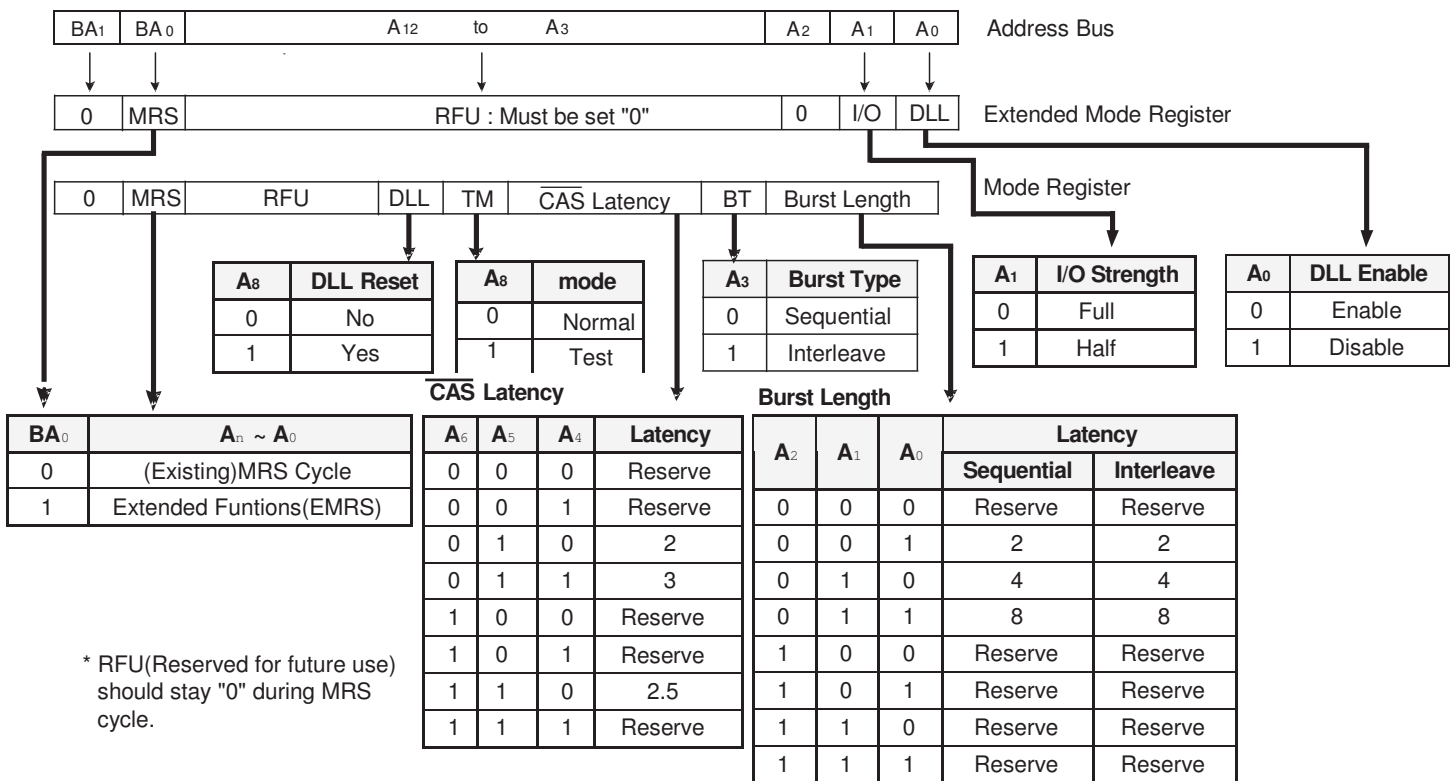 BA1 BA0 A12 to A3 A2 A1 A0 Address Bus
0 MRS RFU : Must be set "0" 0 I/O DLL Extended Mode Register
Mode Register
0 MRS RFU DLL TM CAS Latency BT Burst Length
A8 DLL Reset
0 No
1 Yes
A8 mode
0 Normal
1 Test
A3 Burst Type
0 Sequential
1 Interleave
A1 I/O Strength
0 Full
1 Half
A0 DLL Enable
0 Enable
1 Disable
BA0 An ~ A0
0 (Existing)MRS Cycle
1 Extended Funtions(EMRS)
* RFU(Reserved for future use)
should stay "0" during MRS
cycle.
CAS Latency
A6 A5 A4 Latency
0 0 0 Reserve
0 0 1 Reserve
0 1 0 2
0 1 1 3
1 0 0 Reserve
1 0 1 Reserve
1 1 0 2.5
1 1 1 Reserve
Burst Length
A2 A1 A0 Latency
Sequential Interleave
0 0 0 Reserve Reserve
0 0 1 2 2
0 1 0 4 4
0 1 1 8 8
1 0 0 Reserve Reserve
1 0 1 Reserve Reserve
1 1 0 Reserve Reserve
1 1 1 Reserve Reserve